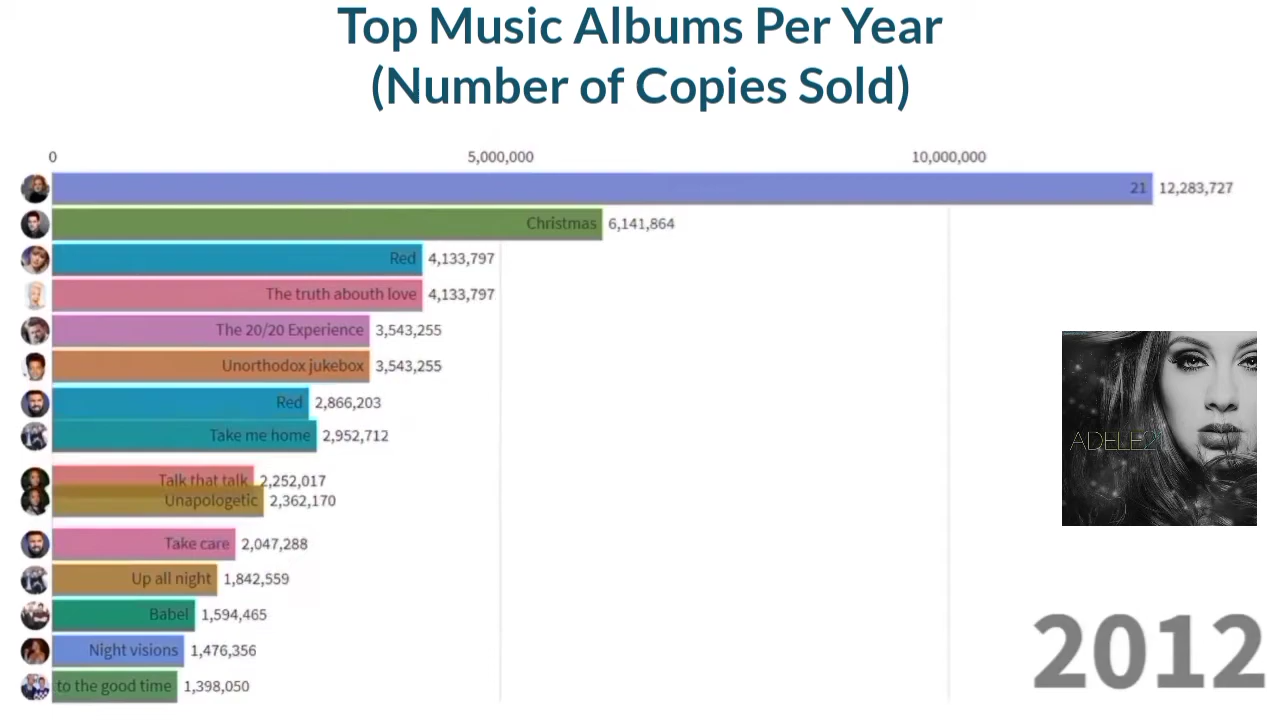 Top Music Albums Per Year
(Number of Copies Sold)
0 5,000,000 10,000,000
21 12,283,727
Christmas 6,141,864
Red 4,133,797
The truth abouth love 4,133,797
The 20/20 Experience 3,543,255
Unorthodox jukebox 3,543,255
Red 2,866,203
Take me home 2,952,712
Talk that talk 2,252,017
Unapologetic 2,362,170
ADELE 21
Take care 2,047,288
Up all night 1,842,559
Babel 1,594,465
Night visions 1,476,356
to the good time 1,398,050
2012